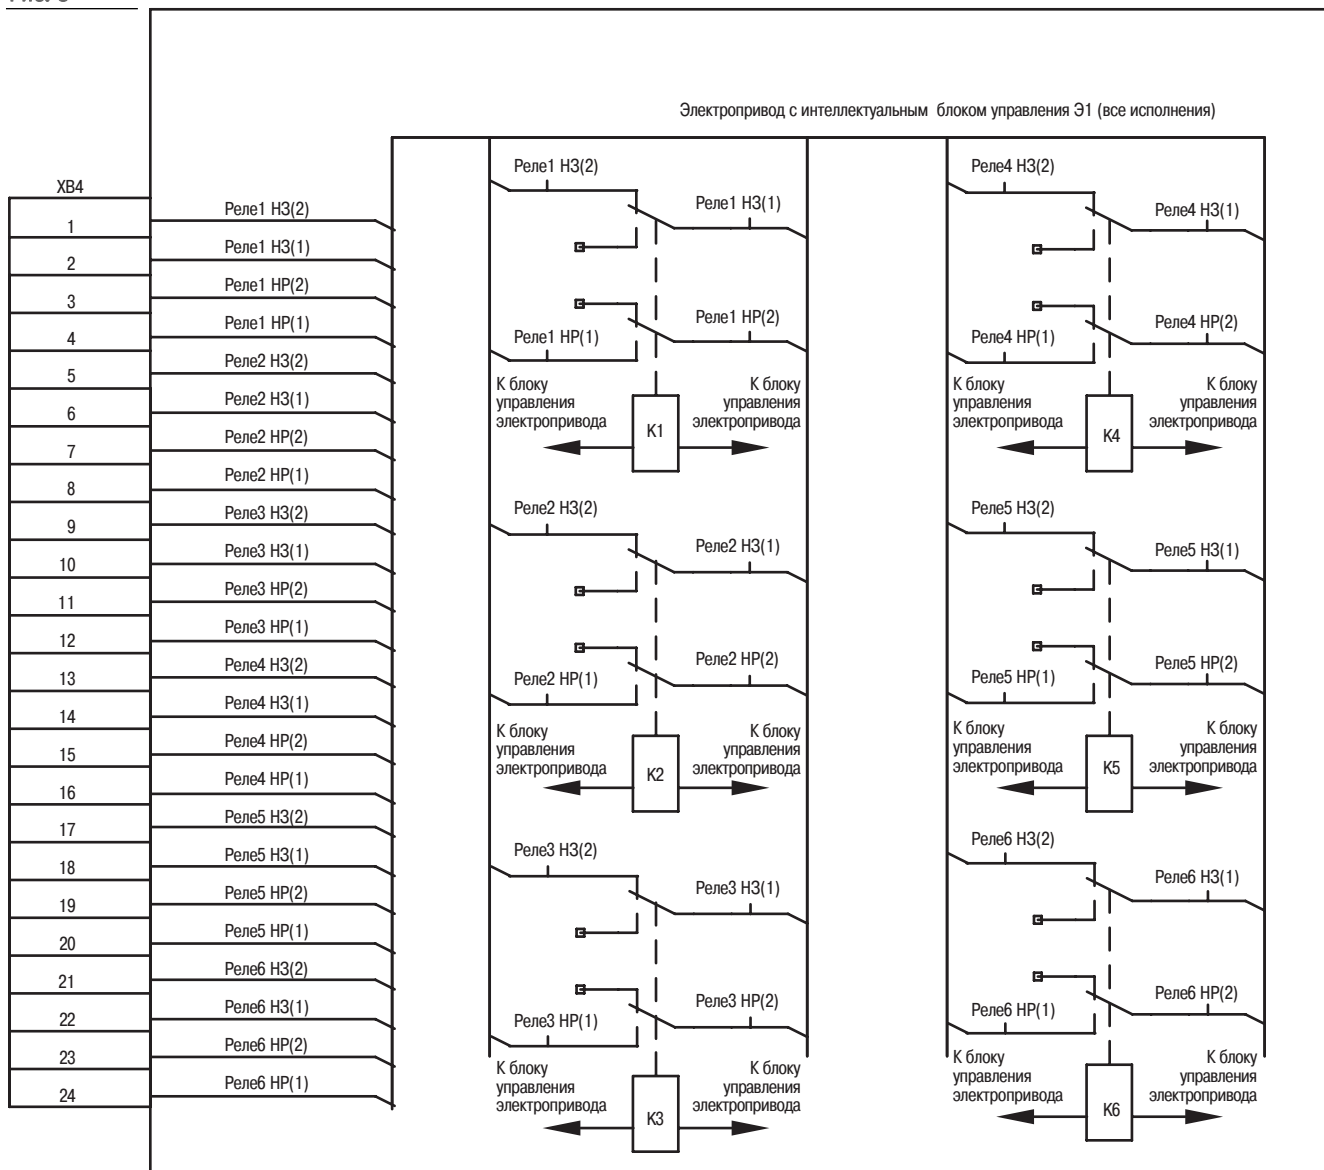 Электропривод с интеллектуальным блоком управления Э1 (все исполнения)
ХВ4
1 Реле1 НЗ(2)
2 Реле1 НЗ(1)
3 Реле1 НР(2)
4 Реле1 НР(1)
5 Реле2 НЗ(2)
6 Реле2 НЗ(1)
7 Реле2 НР(2)
8 Реле2 НР(1)
9 Реле3 НЗ(2)
10 Реле3 НЗ(1)
11 Реле3 НР(2)
12 Реле3 НР(1)
13 Реле4 НЗ(2)
14 Реле4 НЗ(1)
15 Реле4 НР(2)
16 Реле4 НР(1)
17 Реле5 НЗ(2)
18 Реле5 НЗ(1)
19 Реле5 НР(2)
20 Реле5 НР(1)
21 Реле6 НЗ(2)
22 Реле6 НЗ(1)
23 Реле6 НР(2)
24 Реле6 НР(1)
Реле1 НЗ(2)
Реле1 НЗ(1)
Реле1 НР(2)
Реле1 НР(1)
К блоку
управления
электропривода
К1
К блоку
управления
электропривода
Реле2 НЗ(2)
Реле2 НЗ(1)
Реле2 НР(2)
Реле2 НР(1)
К блоку
управления
электропривода
К2
К блоку
управления
электропривода
Реле3 НЗ(2)
Реле3 НЗ(1)
Реле3 НР(2)
Реле3 НР(1)
К блоку
управления
электропривода
К3
К блоку
управления
электропривода
Реле4 НЗ(2)
Реле4 НЗ(1)
Реле4 НР(2)
Реле4 НР(1)
К блоку
управления
электропривода
К4
К блоку
управления
электропривода
Реле5 НЗ(2)
Реле5 НЗ(1)
Реле5 НР(2)
Реле5 НР(1)
К блоку
управления
электропривода
К5
К блоку
управления
электропривода
Реле6 НЗ(2)
Реле6 НЗ(1)
Реле6 НР(2)
Реле6 НР(1)
К блоку
управления
электропривода
К6
К блоку
управления
электропривода